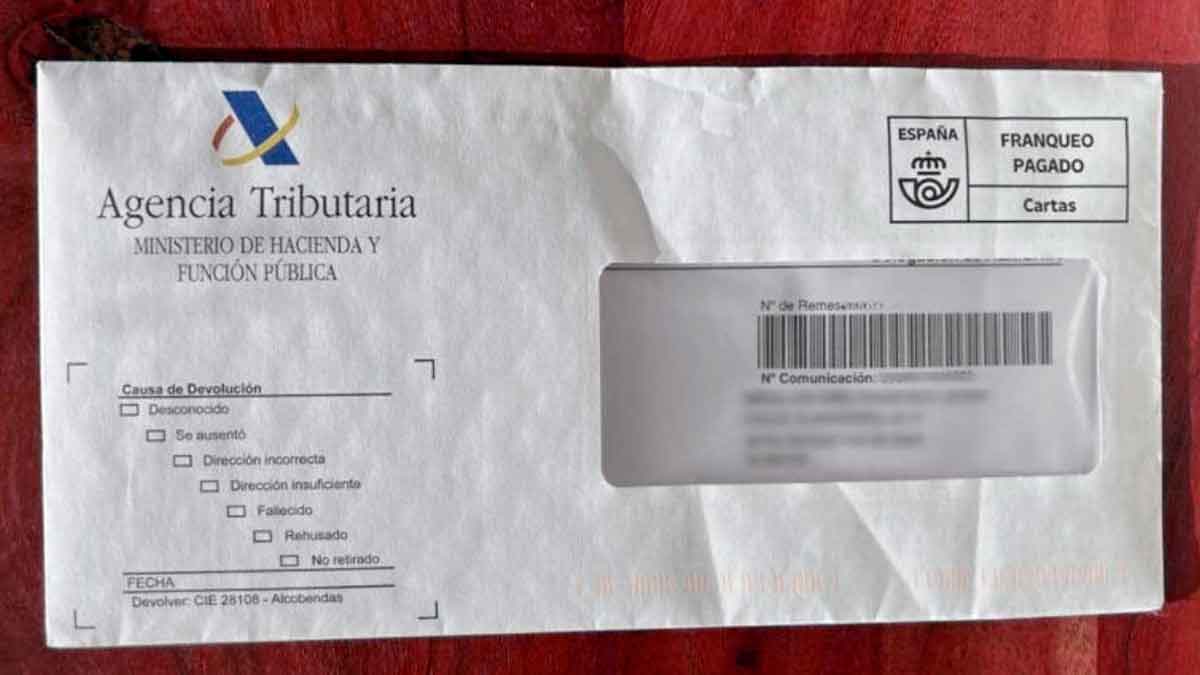 Agencia Tributaria
MINISTERIO DE HACIENDA Y
FUNCIÓN PÚBLICA
ESPAÑA
FRANQUEO
PAGADO
Cartas
Nº de
Nº Comunicación:
Causa de Devolución
Desconocido
Se ausentó
Dirección incorrecta
Dirección insuficiente
Fallecido
Rehusado
No retirado
FECHA
Devolver: CIE 28108 - Alcobendas